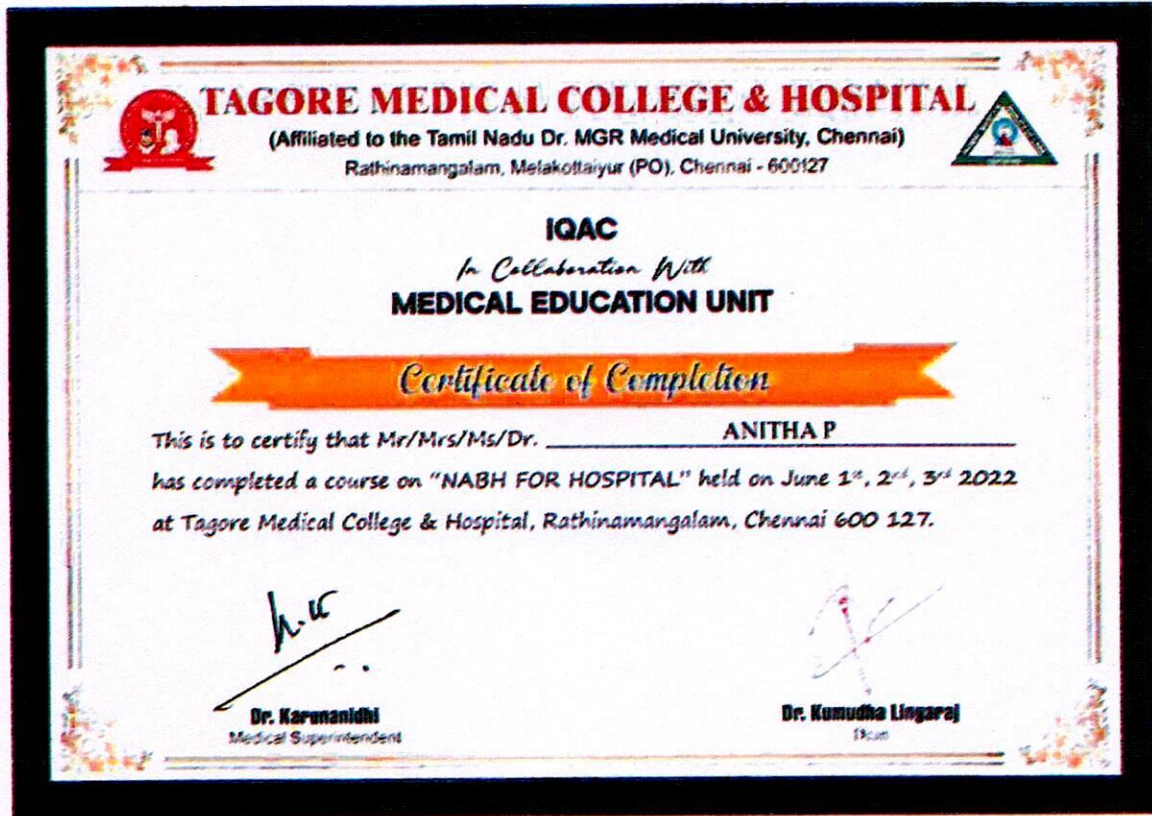 TAGORE MEDICAL COLLEGE & HOSPITAL
(Affiliated to the Tamil Nadu Dr. MGR Medical University, Chennai)
Rathinamangalam, Melakottaiyur (PO), Chennai - 600127
IQAC
In Collaboration With
MEDICAL EDUCATION UNIT
Certificate of Completion
This is to certify that Mr/Mrs/Ms/Dr. ANITHA P
has completed a course on "NABH FOR HOSPITAL" held on June 1st, 2nd, 3rd 2022
at Tagore Medical College & Hospital, Rathinamangalam, Chennai 600 127.
Dr. Karunanidhi
Medical Superintendent
Dr. Kumudha Lingaraj
Dean